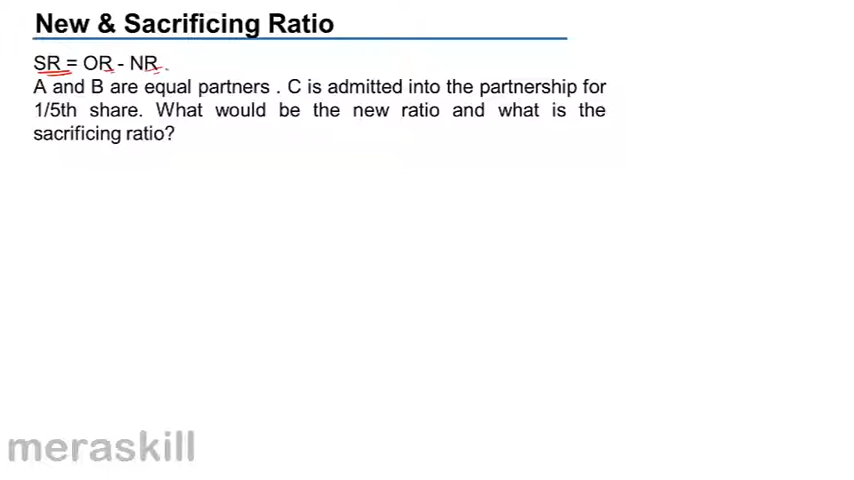 New & Sacrificing Ratio
SR = OR - NR .
A and B are equal partners . C is admitted into the partnership for
1/5th share. What would be the new ratio and what is the
sacrificing ratio?
meraskill